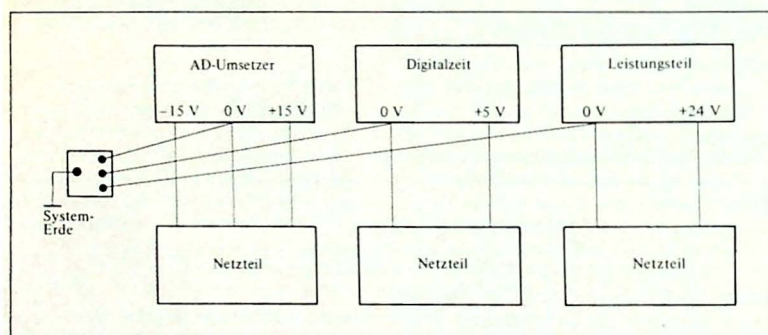 AD-Umsetzer Digitalzeit Leistungsteil
–15 V 0 V +15 V 0 V +5 V 0 V +24 V
System-
Erde
Netzteil Netzteil Netzteil